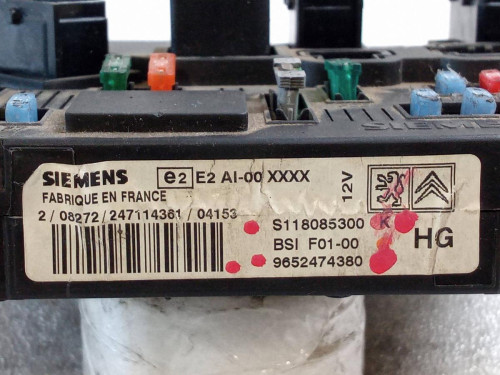 SIEMENS
SIEMENS e2 E2 AI-00 XXXX
FABRIQUE EN FRANCE
2 / 08272 / 247114361 / 04153
12V
S118085300 K
BSI F01-00 HG
9652474380